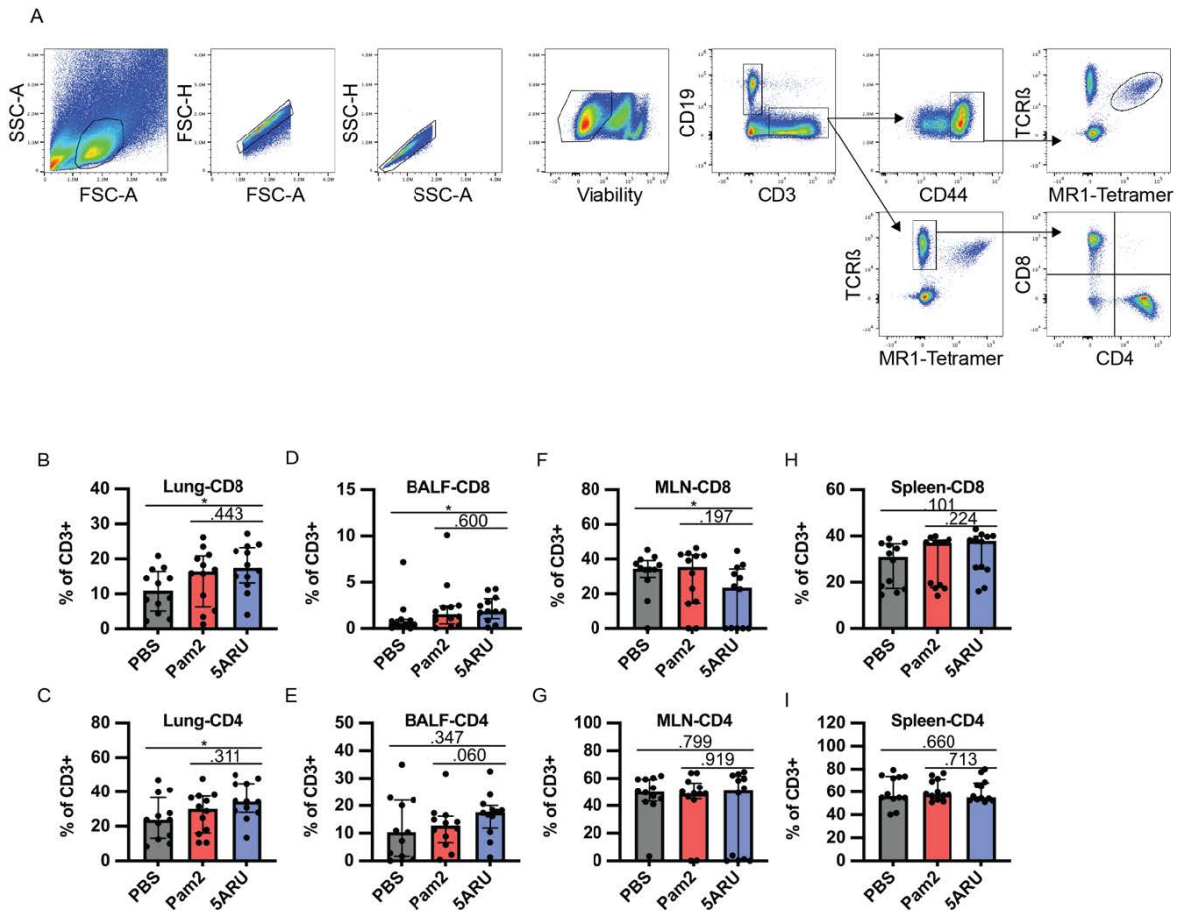 A
SSC-A
FSC-A
FSC-H
FSC-A
SSC-H
SSC-A
Viability
CD19
CD3
CD44
TCRß
MR1-Tetramer
TCRß
MR1-Tetramer
CD8
CD4
B
Lung-CD8
% of CD3+
40
30
20
10
0
*
.443
PBS
Pam2
5ARU
D
BALF-CD8
% of CD3+
15
10
5
0
*
.600
PBS
Pam2
5ARU
F
MLN-CD8
% of CD3+
80
60
40
20
0
*
.197
PBS
Pam2
5ARU
H
Spleen-CD8
% of CD3+
60
40
20
0
.101
.224
PBS
Pam2
5ARU
C
Lung-CD4
% of CD3+
80
60
40
20
0
*
.311
PBS
Pam2
5ARU
E
BALF-CD4
% of CD3+
50
40
30
20
10
0
.347
.060
PBS
Pam2
5ARU
G
MLN-CD4
% of CD3+
100
80
60
40
20
0
.799
.919
PBS
Pam2
5ARU
I
Spleen-CD4
% of CD3+
120
100
80
60
40
20
0
.660
.713
PBS
Pam2
5ARU